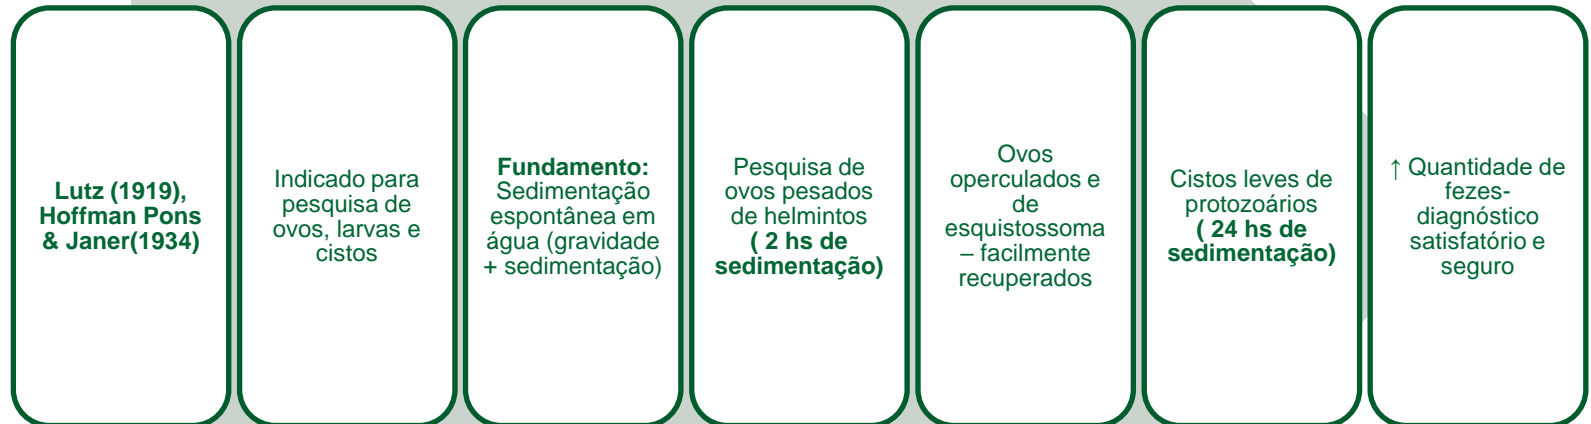 Lutz (1919),
Hoffman Pons
& Janer(1934)
Indicado para
pesquisa de
ovos, larvas e
cistos
Fundamento:
Sedimentação
espontânea em
água (gravidade
+ sedimentação)
Pesquisa de
ovos pesados
de helmintos
( 2 hs de
sedimentação)
Ovos
operculados e
de
esquistossoma
– facilmente
recuperados
Cistos leves de
protozoários
( 24 hs de
sedimentação)
↑ Quantidade de
fezes-
diagnóstico
satisfatório e
seguro